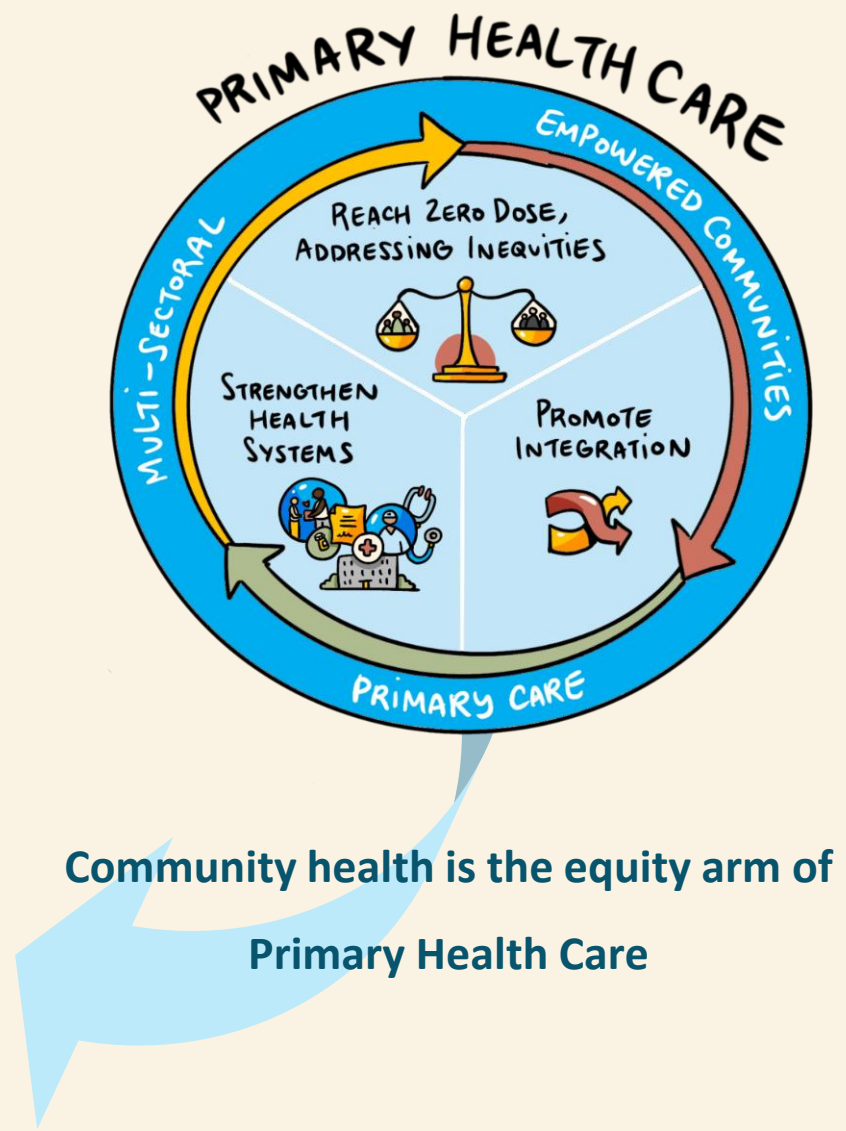 PRIMARY HEALTH CARE
EMPOWERED COMMUNITIES
MULTI-SECTORAL
REACH ZERO DOSE,
ADDRESSING INEQUITIES
STRENGTHEN
HEALTH
SYSTEMS
PROMOTE
INTEGRATION
PRIMARY CARE
Community health is the equity arm of
Primary Health Care